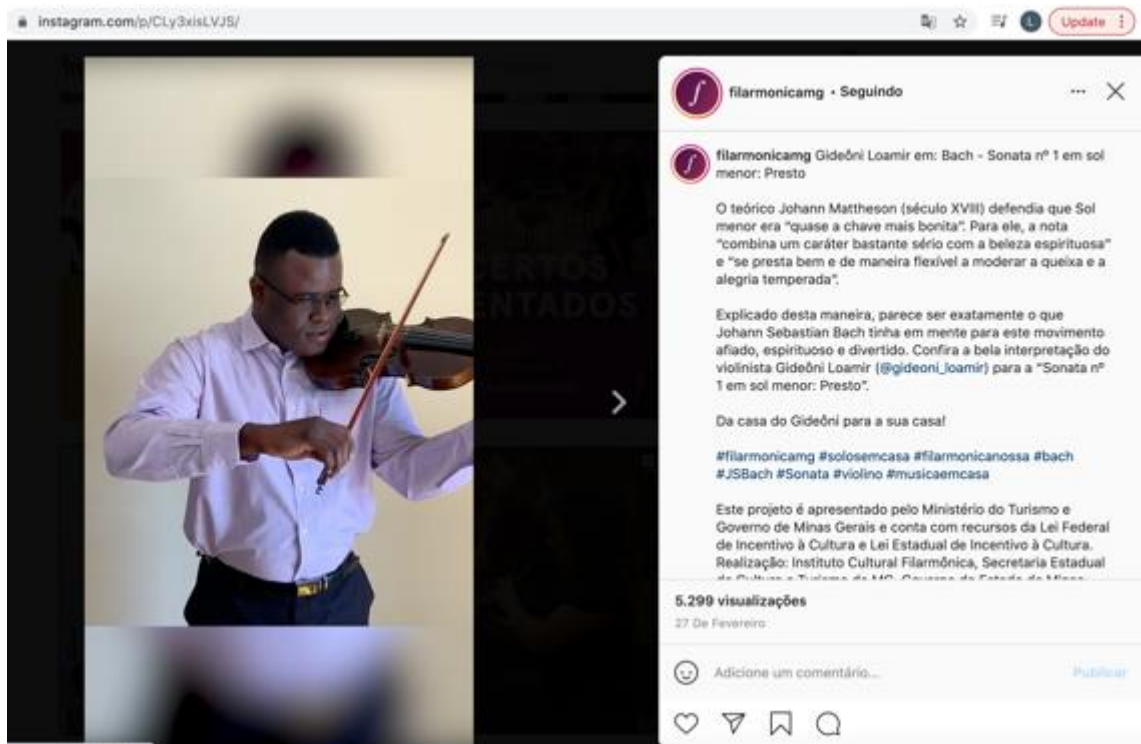 instagram.com/p/CLy3xisLVJS/
Update
filarmonicamg • Seguindo
filarmonicamg Gideôni Loamir em: Bach - Sonata nº 1 em sol
menor: Presto
O teórico Johann Mattheson (século XVIII) defendia que Sol
menor era "quase a chave mais bonita". Para ele, a nota
"combina um caráter bastante sério com a beleza espirituosa"
e "se presta bem e de maneira flexível a moderar a queixa e a
alegria temperada".
Explicado desta maneira, parece ser exatamente o que
Johann Sebastian Bach tinha em mente para este movimento
afiado, espirituoso e divertido. Confira a bela interpretação do
violinista Gideôni Loamir (@gideoni_loamir) para a "Sonata nº
1 em sol menor: Presto".
Da casa do Gideôni para a sua casa!
#filarmonicamg #solosemcasa #filarmonicanossa #bach
#JSBach #Sonata #violino #musicaemcasa
Este projeto é apresentado pelo Ministério do Turismo e
Governo de Minas Gerais e conta com recursos da Lei Federal
de Incentivo à Cultura e Lei Estadual de Incentivo à Cultura.
Realização: Instituto Cultural Filarmônica, Secretaria Estadual
5.299 visualizações
27 De Fevereiro
Adicione um comentário...
Publicar